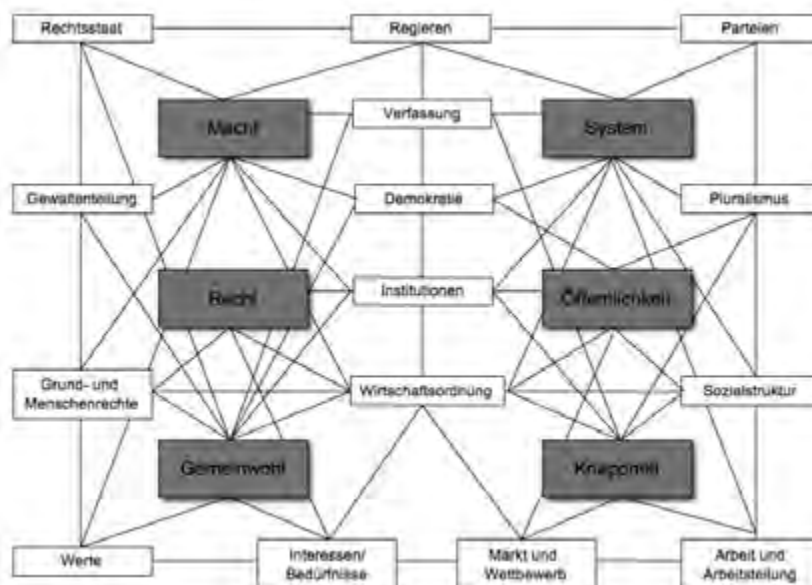 Rechtsstaat
Regieren
Parteien
Macht
Verfassung
System
Gewaltenteilung
Demokratie
Pluralismus
Recht
Institutionen
Öffentlichkeit
Grund- und
Menschenrechte
Wirtschaftsordnung
Sozialstruktur
Gemeinwohl
Knappheit
Werte
Interessen/
Bedürfnisse
Markt und
Wettbewerb
Arbeit und
Arbeitsteilung